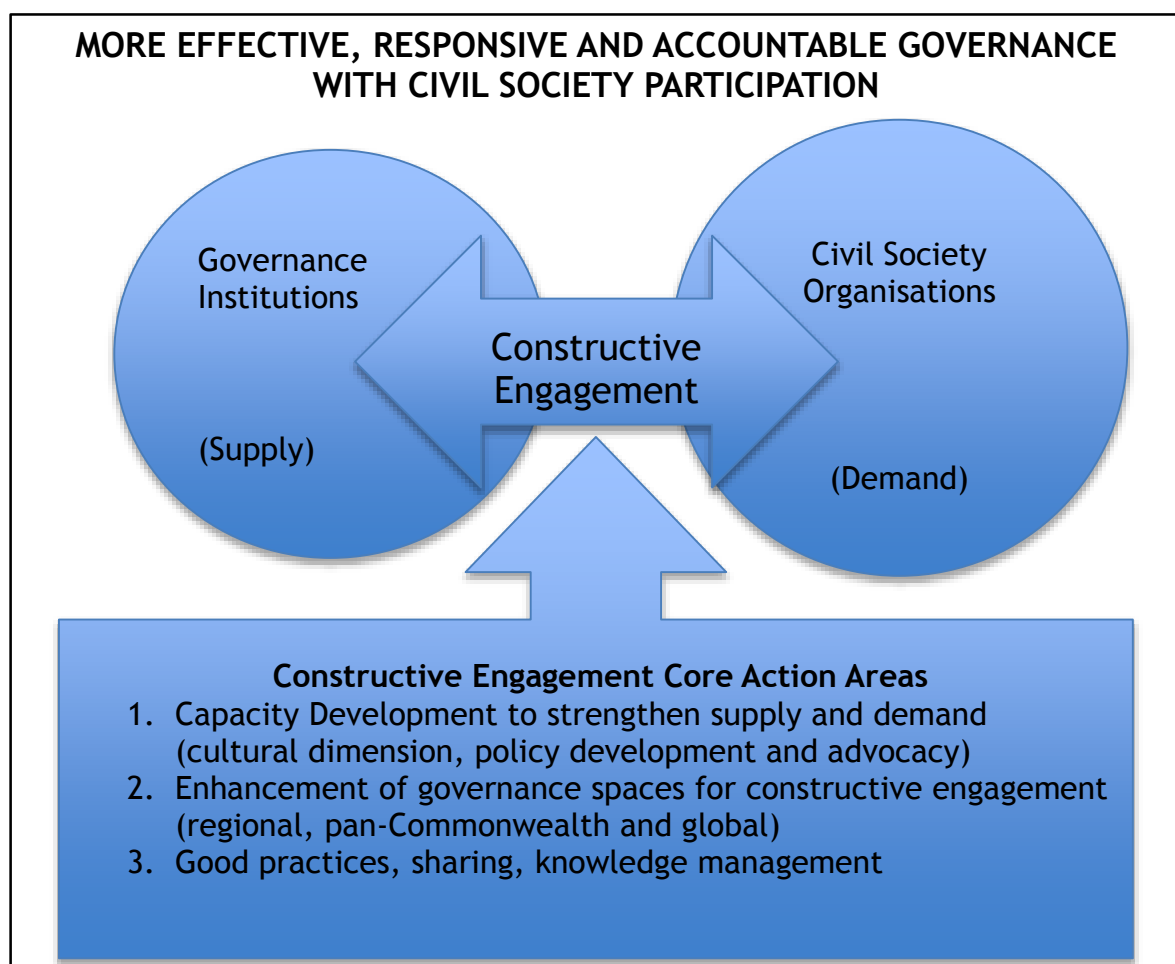 MORE EFFECTIVE, RESPONSIVE AND ACCOUNTABLE GOVERNANCE
WITH CIVIL SOCIETY PARTICIPATION
Governance
Institutions
(Supply)
Constructive
Engagement
Civil Society
Organisations
(Demand)
Constructive Engagement Core Action Areas
1. Capacity Development to strengthen supply and demand
(cultural dimension, policy development and advocacy)
2. Enhancement of governance spaces for constructive engagement
(regional, pan-Commonwealth and global)
3. Good practices, sharing, knowledge management